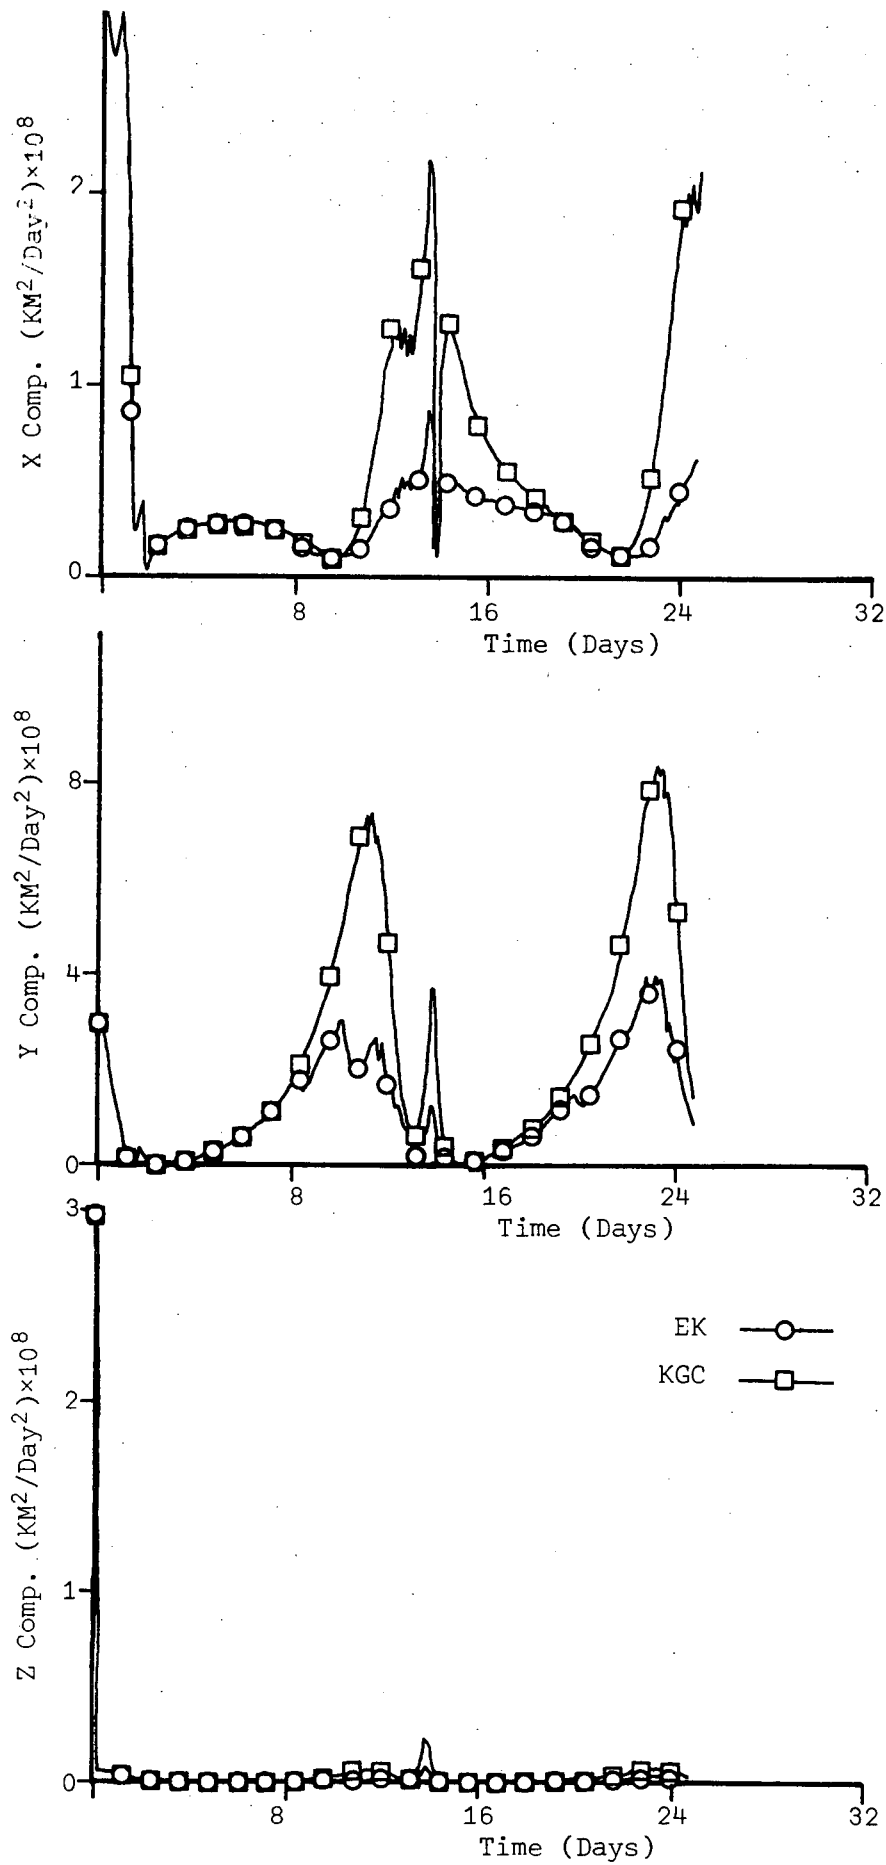 X Comp. (KM²/Day²)×10⁸
2
1
0
8 16 24 32
Time (Days)
Y Comp. (KM²/Day²)×10⁸
8
4
0
8 16 24 32
Time (Days)
Z Comp. (KM²/Day²)×10⁸
3
2
1
0
EK
KGC
8 16 24 32
Time (Days)